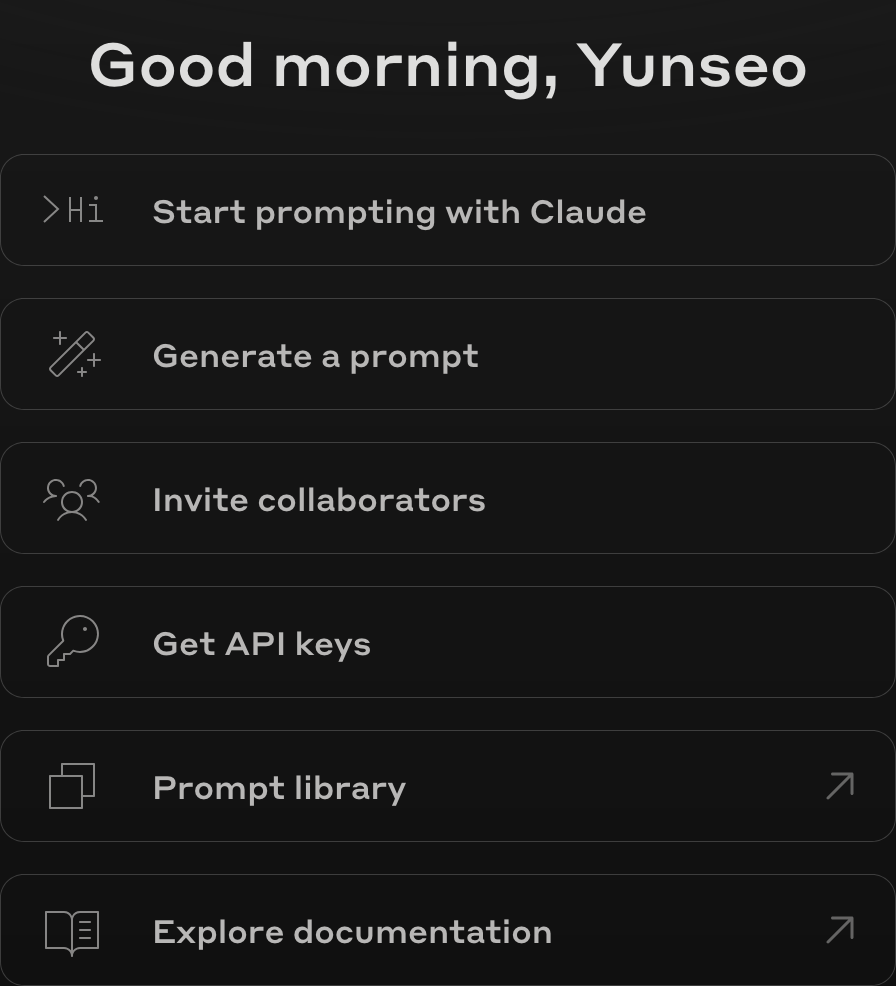 Good morning, Yunseo
>Hi Start prompting with Claude
Generate a prompt
Invite collaborators
Get API keys
Prompt library
Explore documentation